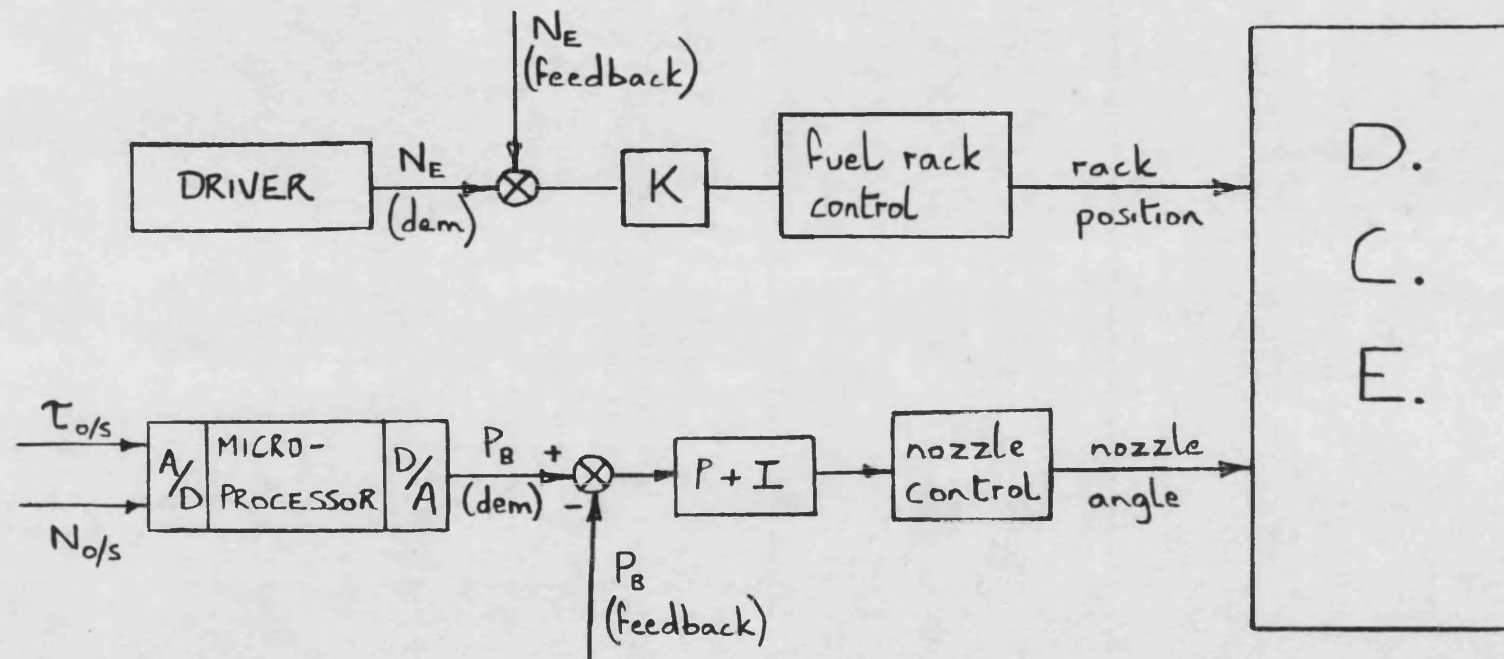 N_E
(feedback)
DRIVER
N_E
(dem)
K
fuel rack
control
rack
position
D.
C.
E.
τ_o/s
N_o/s
A/D
MICRO-
PROCESSOR
D/A
P_B
(dem)
+
-
P + I
nozzle
control
nozzle
angle
P_B
(feedback)